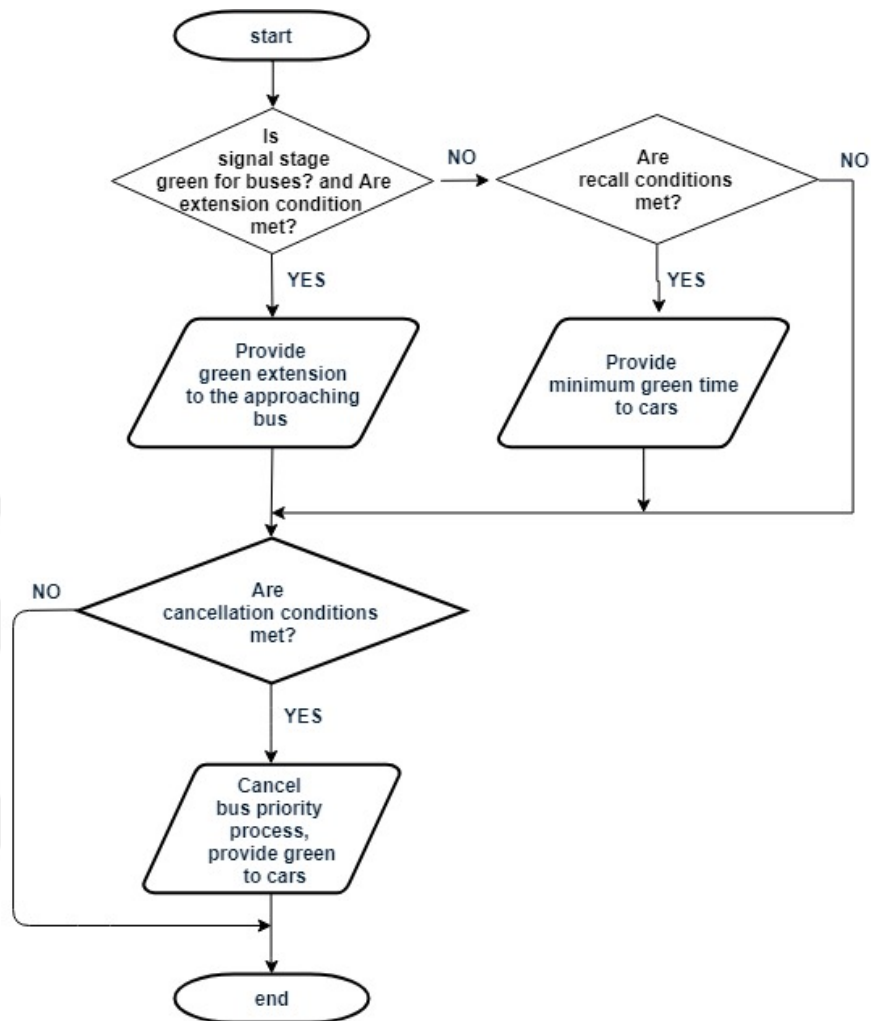 start
Is
signal stage
green for buses? and Are
extension condition
met?
NO
Are
recall conditions
met?
NO
YES
YES
Provide
green extension
to the approaching
bus
Provide
minimum green time
to cars
NO
Are
cancellation conditions
met?
YES
Cancel
bus priority
process,
provide green
to cars
end